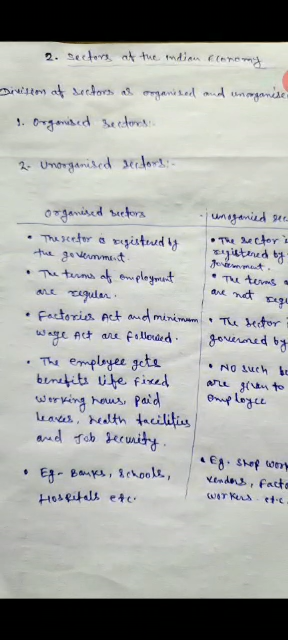 2. Sectors of the Indian Economy
Division of sectors as organised and unorganise
1. Organised Sectors:-
2. Unorganised Sectors:-
Organised Sectors
unorganied sec
• The sector is registered by
the government.
• The terms of employment
are regular.
• Factories Act and minimum
wage Act are followed.
• The employee gets
benefits life fixed
working hours, paid
leaves, health facilities
and Job Security.
• Eg- Banks, Schools,
Hospitals etc.
• The sector i
registered by
government.
• The terms o
are not regu
• The sector i
governed by
• No such be
are given to
employee
• Eg. Shop work
vendors, Facto
workers etc.